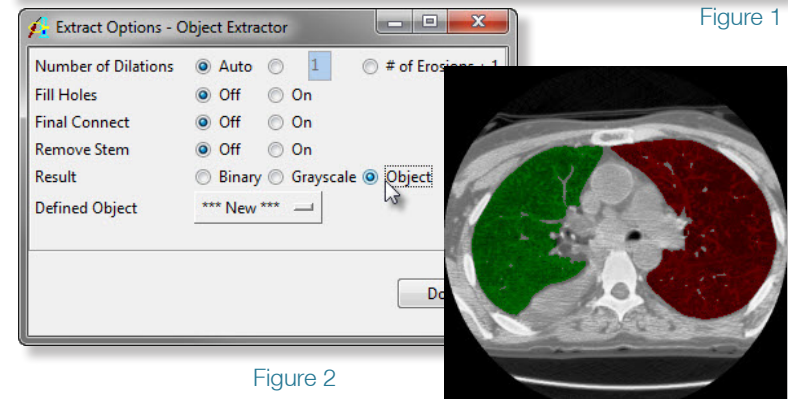 Figure 1
Extract Options - Object Extractor
Number of Dilations Auto 1 # of Erosions + 1
Fill Holes Off On
Final Connect Off On
Remove Stem Off On
Result Binary Grayscale Object
Defined Object *** New ***
Do
Figure 2